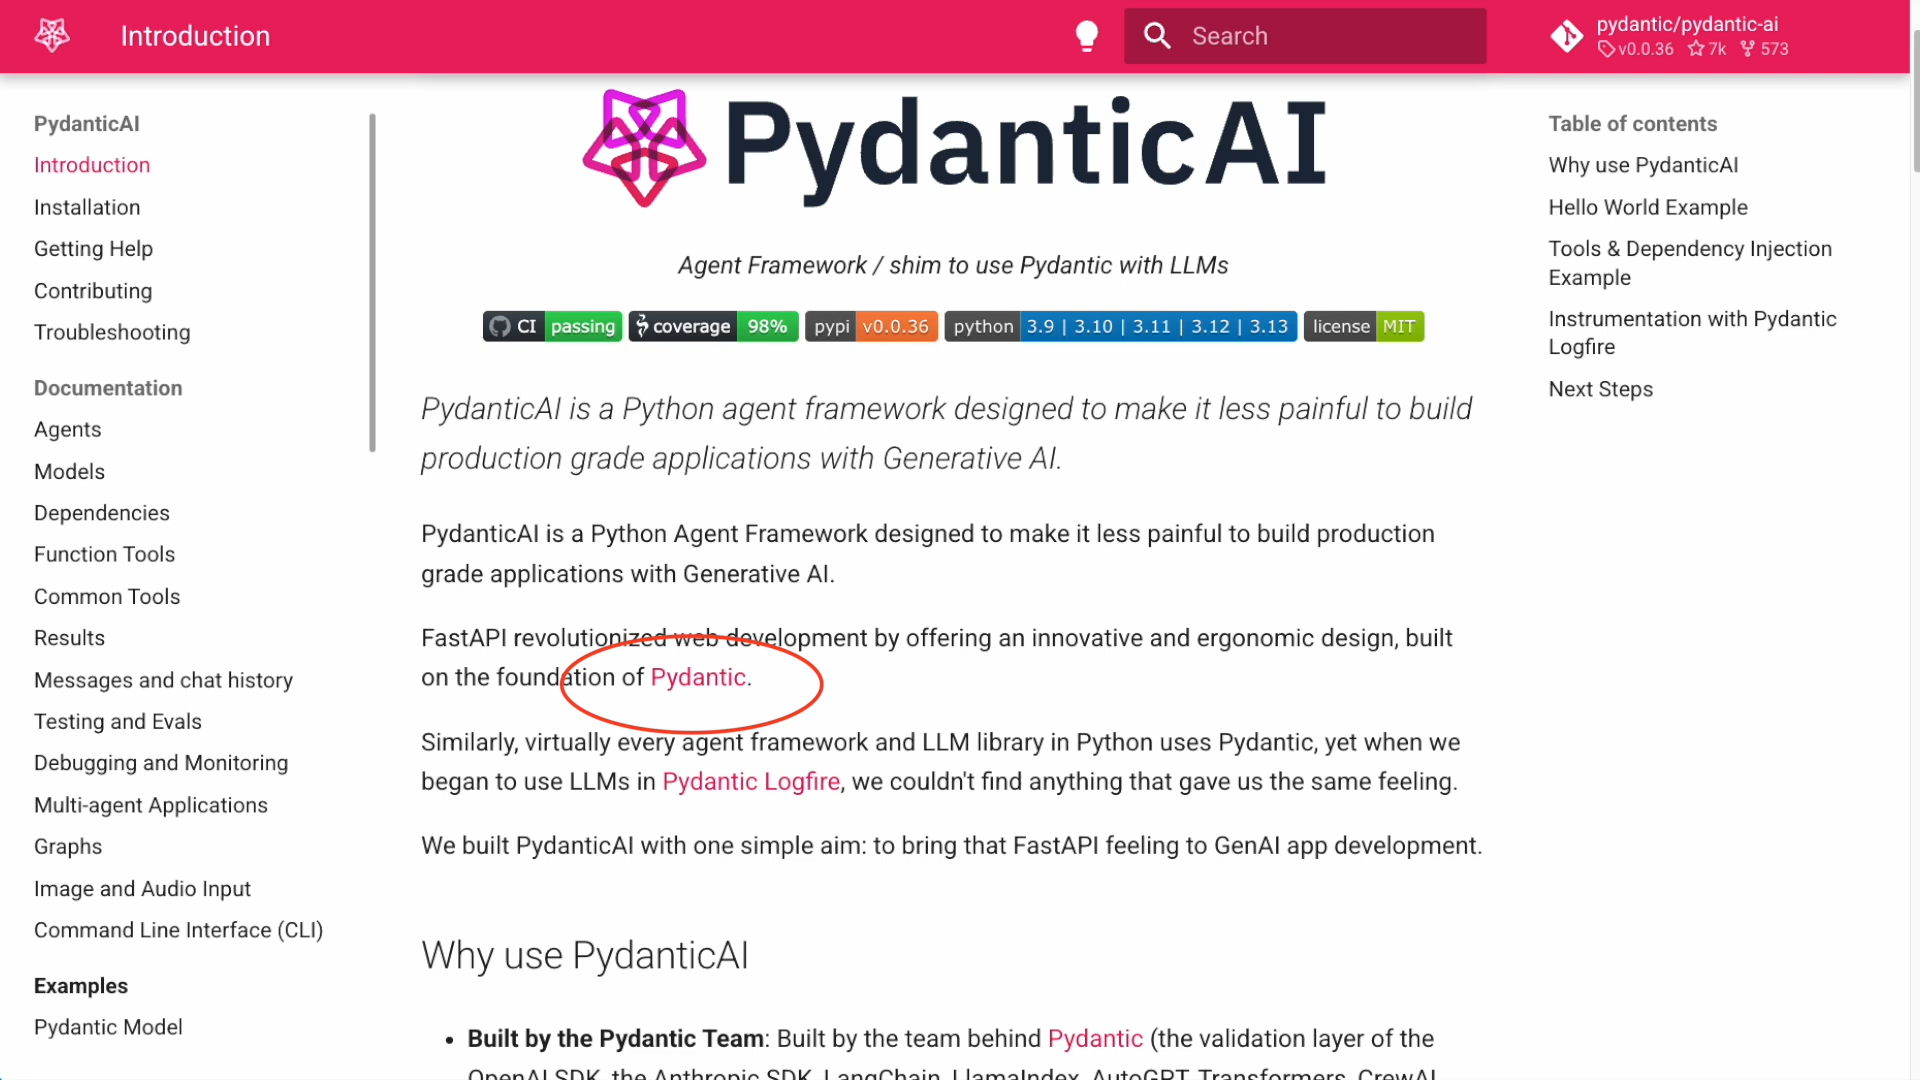 Introduction
Search
pydantic/pydantic-ai
v0.0.36 7k 573
PydanticAI
Introduction
Installation
Getting Help
Contributing
Troubleshooting
Documentation
Agents
Models
Dependencies
Function Tools
Common Tools
Results
Messages and chat history
Testing and Evals
Debugging and Monitoring
Multi-agent Applications
Graphs
Image and Audio Input
Command Line Interface (CLI)
Examples
Pydantic Model
PydanticAI
Agent Framework / shim to use Pydantic with LLMs
CI passing coverage 98% pypi v0.0.36 python 3.9 | 3.10 | 3.11 | 3.12 | 3.13 license MIT
PydanticAI is a Python agent framework designed to make it less painful to build
production grade applications with Generative AI.
PydanticAI is a Python Agent Framework designed to make it less painful to build production
grade applications with Generative AI.
FastAPI revolutionized web development by offering an innovative and ergonomic design, built
on the foundation of Pydantic.
Similarly, virtually every agent framework and LLM library in Python uses Pydantic, yet when we
began to use LLMs in Pydantic Logfire, we couldn't find anything that gave us the same feeling.
We built PydanticAI with one simple aim: to bring that FastAPI feeling to GenAI app development.
Why use PydanticAI
• Built by the Pydantic Team: Built by the team behind Pydantic (the validation layer of the
OpenAI SDK, the Anthropic SDK, LangChain, LlamaIndex, AutoGPT, Transformers, CrewAI,
Table of contents
Why use PydanticAI
Hello World Example
Tools & Dependency Injection
Example
Instrumentation with Pydantic
Logfire
Next Steps